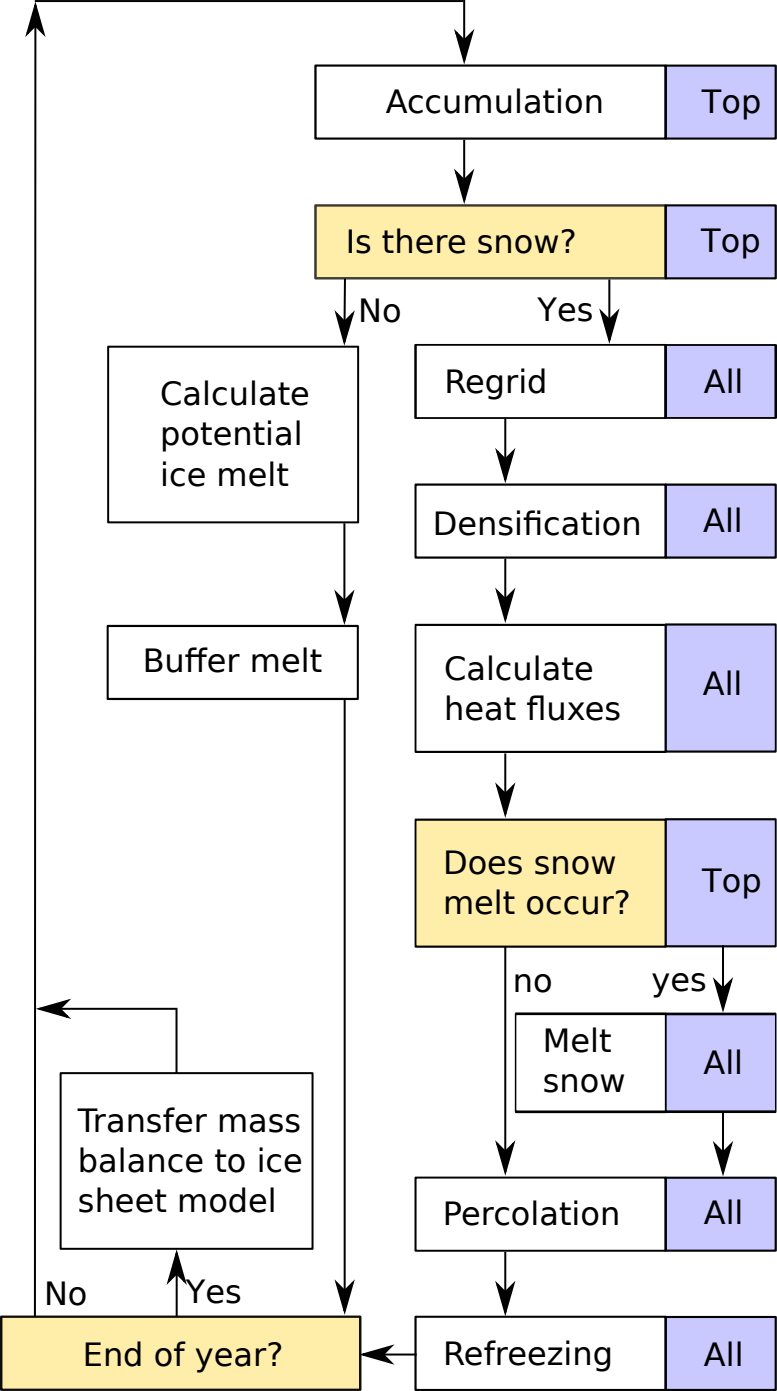 Accumulation
Top
Is there snow?
Top
No
Yes
Calculate
potential
ice melt
Regrid
All
Densification
All
Buffer melt
Calculate
heat fluxes
All
Does snow
melt occur?
Top
no
yes
Melt
snow
All
Transfer mass
balance to ice
sheet model
Percolation
All
No
Yes
End of year?
Refreezing
All